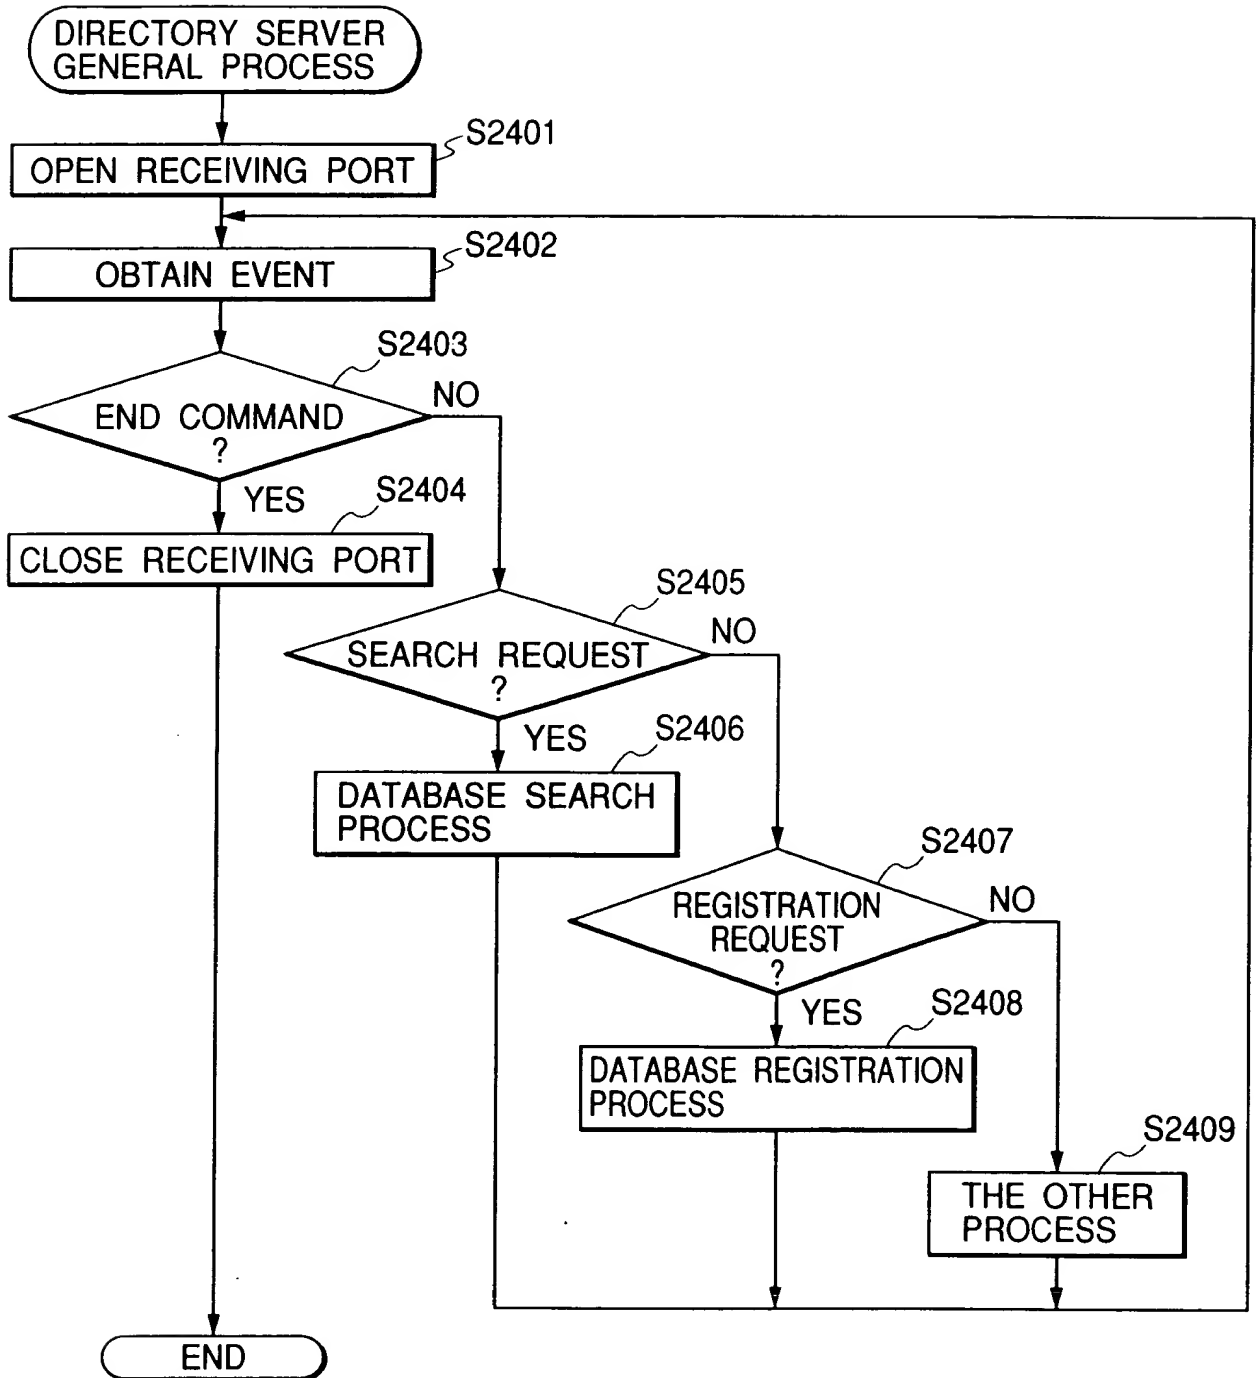 DIRECTORY SERVER
GENERAL PROCESS
S2401
OPEN RECEIVING PORT
S2402
OBTAIN EVENT
S2403
END COMMAND
?
NO
YES
S2404
CLOSE RECEIVING PORT
S2405
SEARCH REQUEST
?
NO
YES
S2406
DATABASE SEARCH
PROCESS
S2407
REGISTRATION
REQUEST
?
NO
YES
S2408
DATABASE REGISTRATION
PROCESS
S2409
THE OTHER
PROCESS
END